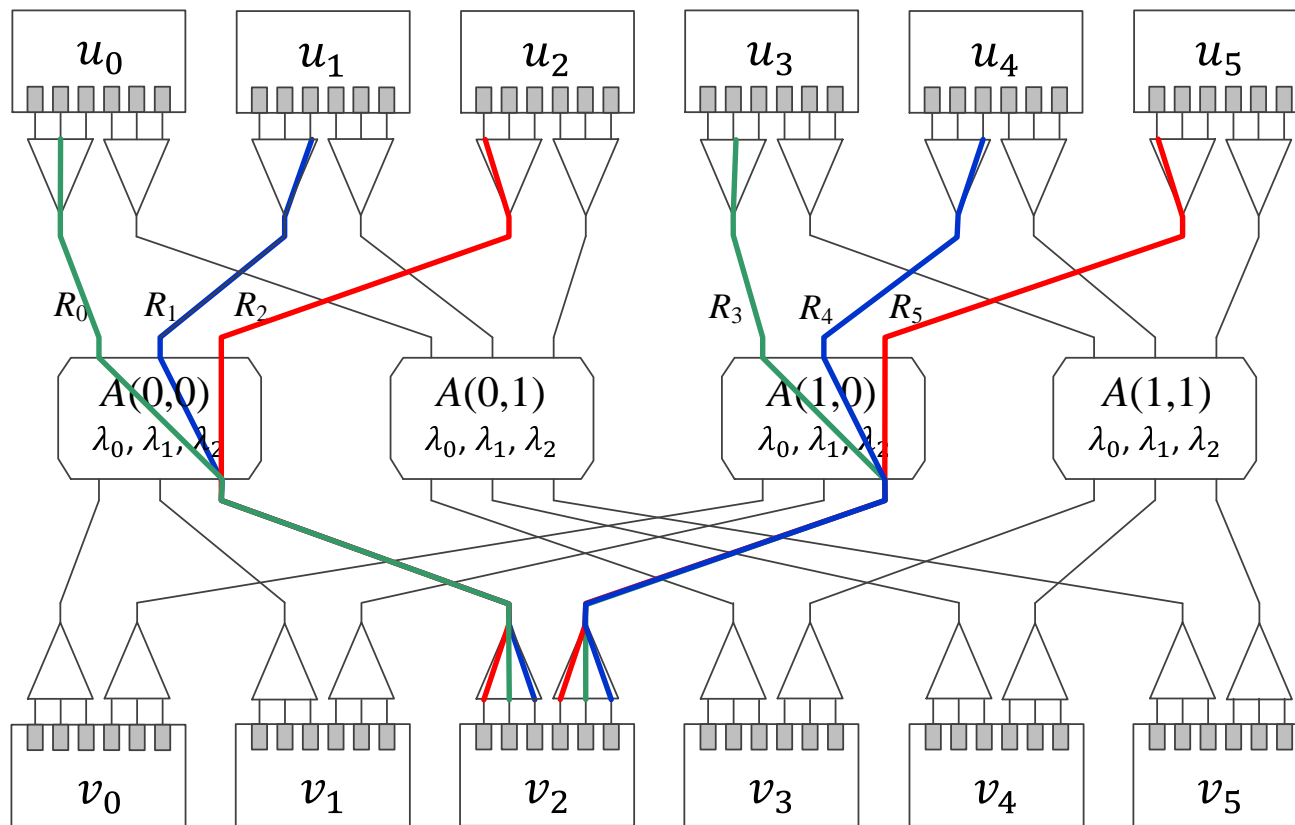 u₀ u₁ u₂ u₃ u₄ u₅
R₀ R₁ R₂ R₃ R₄ R₅
A(0,0) A(0,1) A(1,0) A(1,1)
λ₀, λ₁, λ₂ λ₀, λ₁, λ₂ λ₀, λ₁, λ₂ λ₀, λ₁, λ₂
v₀ v₁ v₂ v₃ v₄ v₅